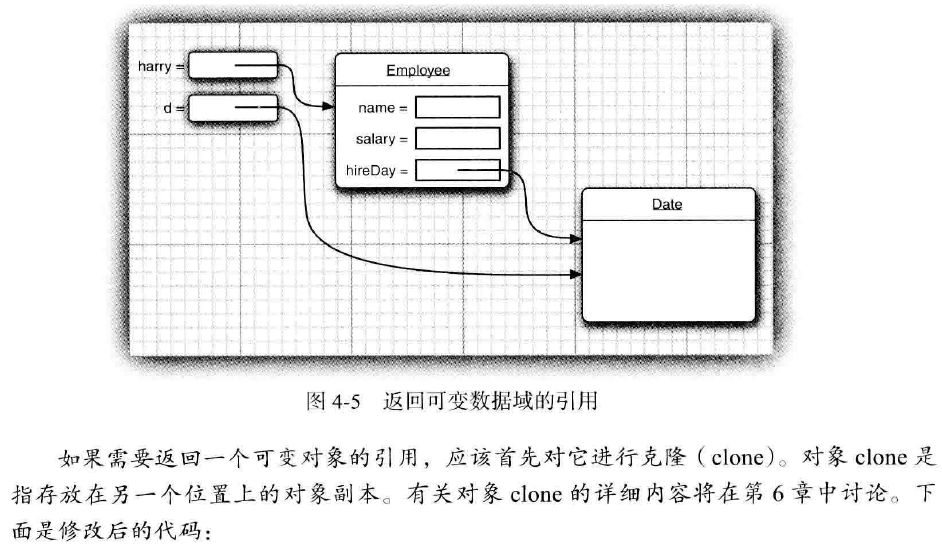 harry =
d =
Employee
name =
salary =
hireDay =
Date
图 4-5 返回可变数据域的引用
如果需要返回一个可变对象的引用，应该首先对它进行克隆（clone）。对象 clone 是
指存放在另一个位置上的对象副本。有关对象 clone 的详细内容将在第 6 章中讨论。下
面是修改后的代码：